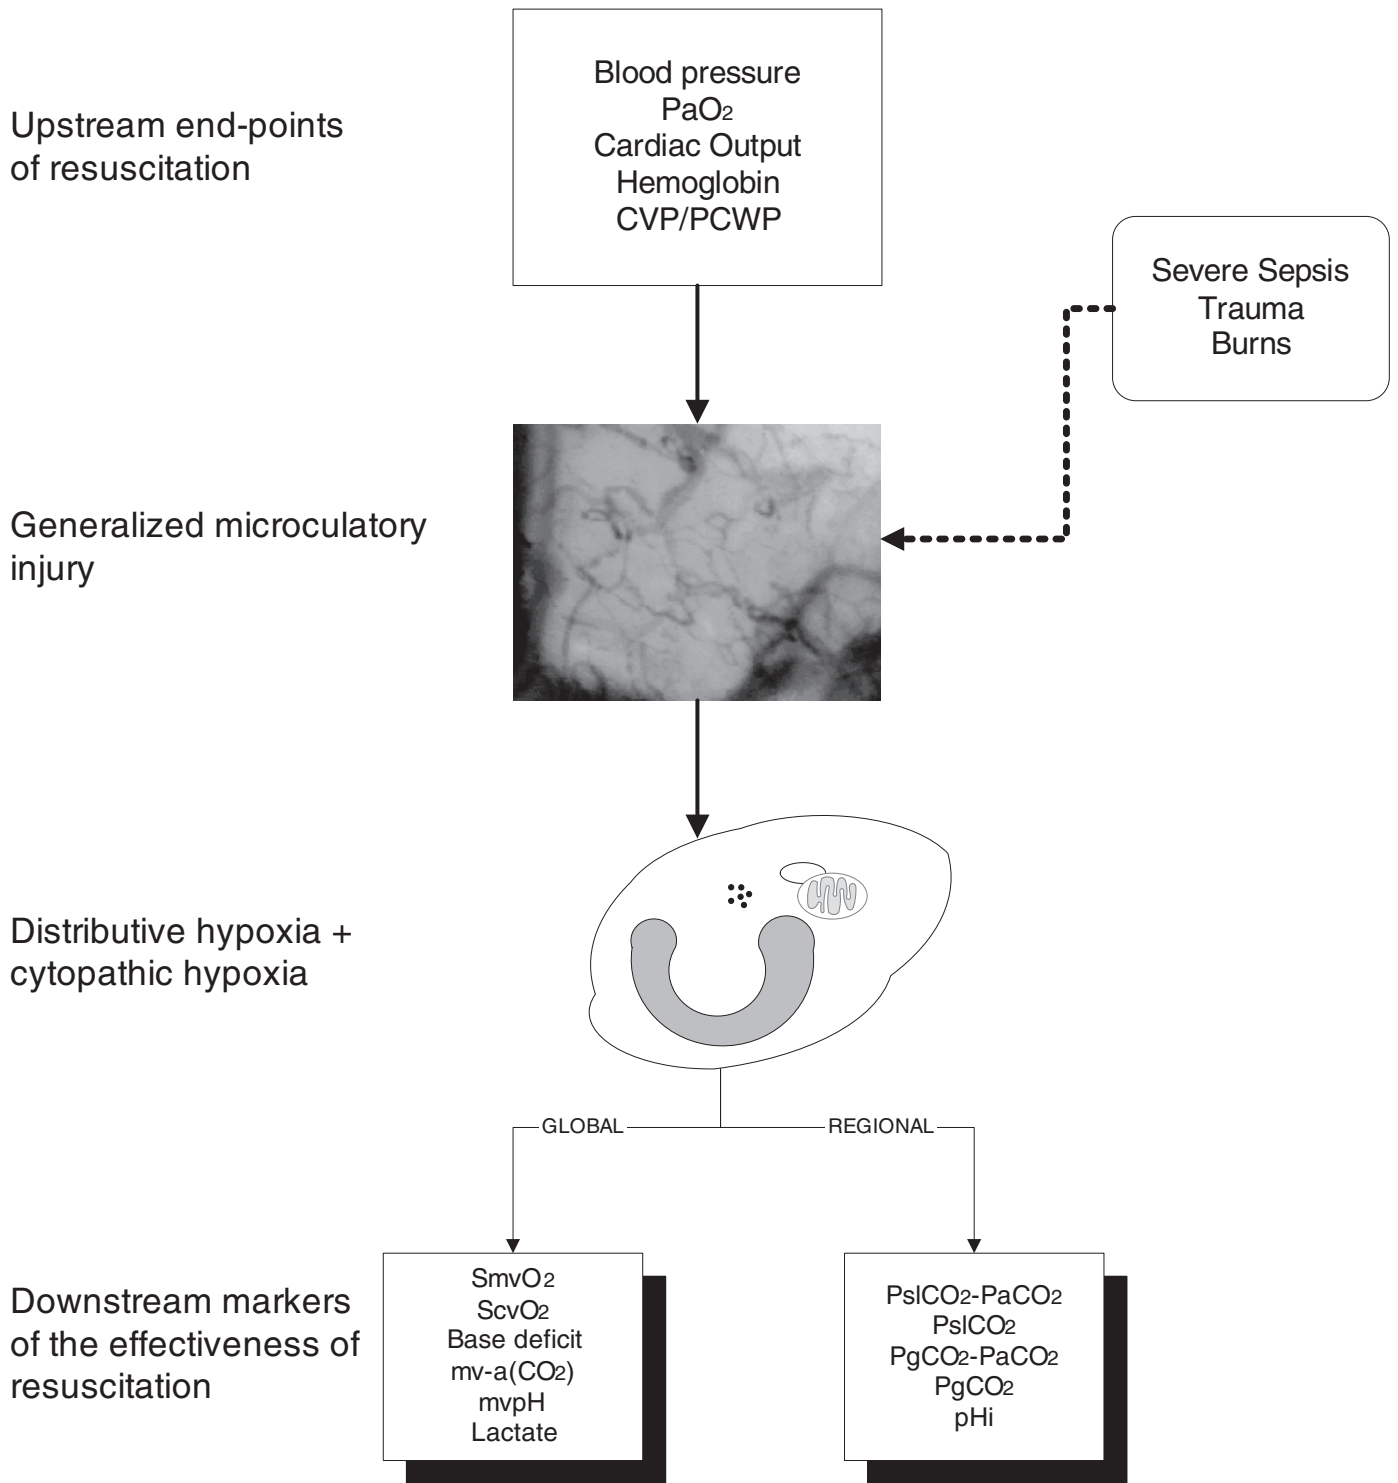 Upstream end-points
of resuscitation
Blood pressure
PaO2
Cardiac Output
Hemoglobin
CVP/PCWP
Severe Sepsis
Trauma
Burns
Generalized microculatory
injury
Distributive hypoxia +
cytopathic hypoxia
GLOBAL
REGIONAL
Downstream markers
of the effectiveness of
resuscitation
SmvO2
ScvO2
Base deficit
mv-a(CO2)
mvpH
Lactate
PslCO2-PaCO2
PslCO2
PgCO2-PaCO2
PgCO2
pHi